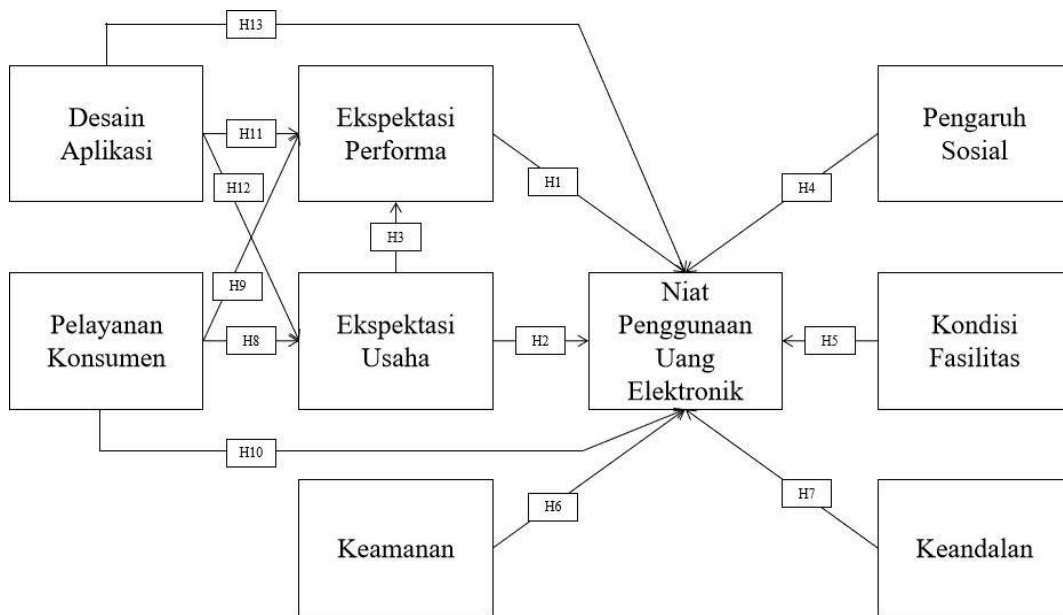 H13
Desain
Aplikasi
H11
Ekspektasi
Performa
Pengaruh
Sosial
H12
H1
H4
H3
H9
Pelayanan
Konsumen
H8
Ekspektasi
Usaha
H2
Niat
Penggunaan
Uang
Elektronik
H5
Kondisi
Fasilitas
H10
H6
H7
Keamanan
Keandalan